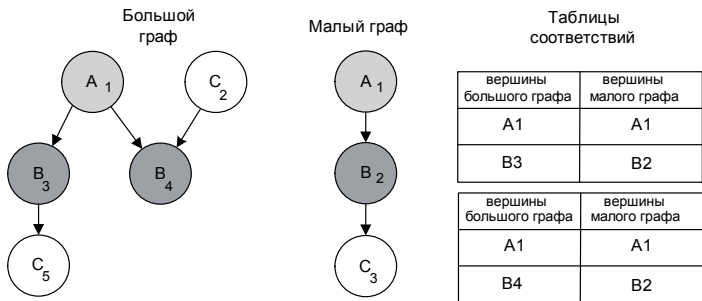 Большой
граф
A 1
C 2
B 3
B 4
C 5
Малый граф
A 1
B 2
C 3
Таблицы
соответствий
вершины большого графа
вершины малого графа
A1 A1
B3 B2
вершины большого графа
вершины малого графа
A1 A1
B4 B2